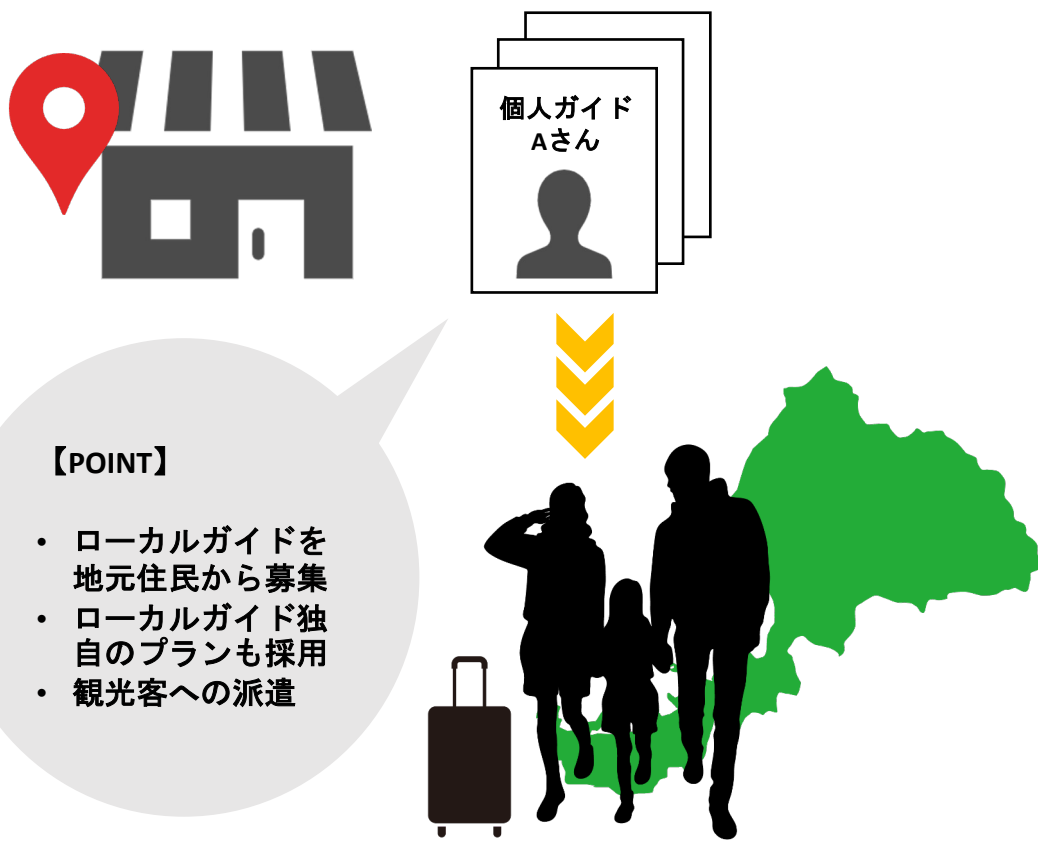 個人ガイド
Aさん
【POINT】
• ローカルガイドを
地元住民から募集
• ローカルガイド独
自のプランも採用
• 観光客への派遣